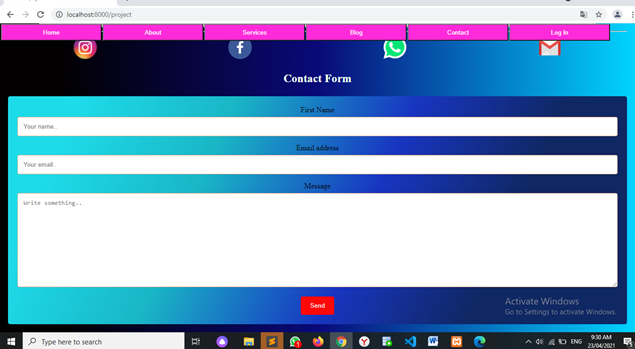 localhost:8000/project
Home About Services Blog Contact Log In
Contact Form
First Name
Your name..
Email address
Your email
Message
Write something..
Send
Activate Windows
Go to Settings to activate Windows.
Type here to search
9:30 AM
23/04/2021